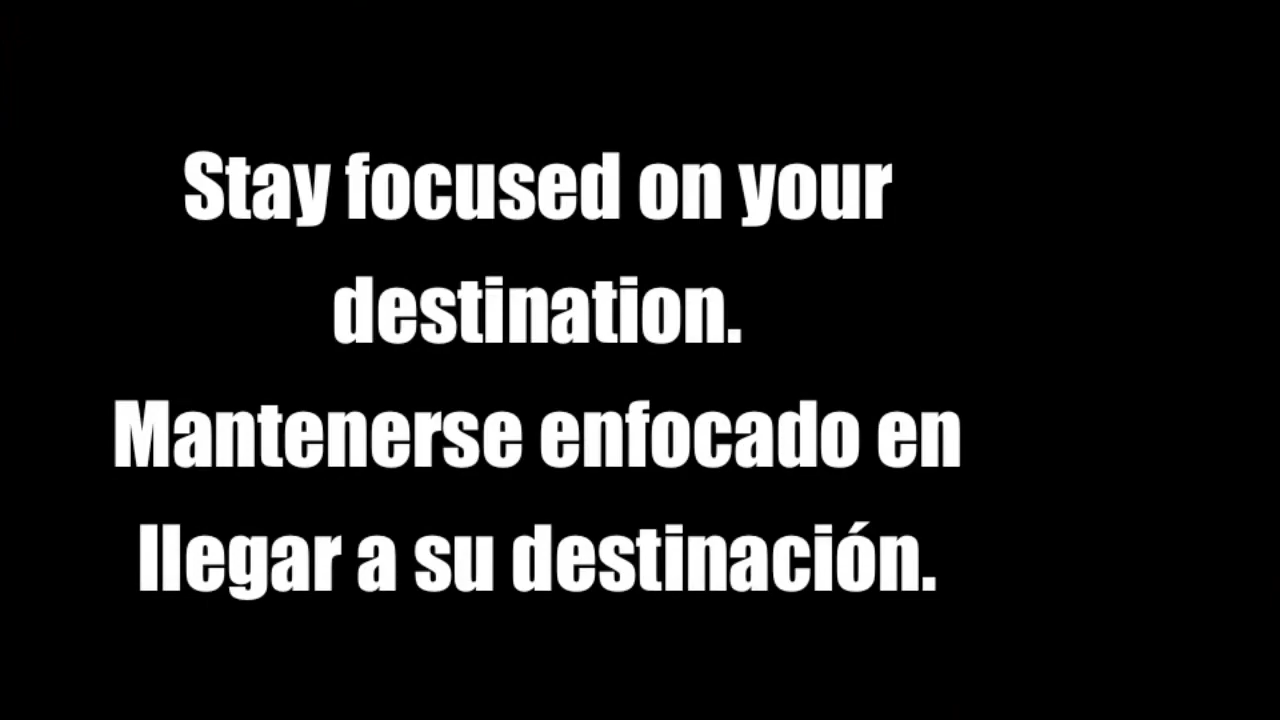 Stay focused on your
destination.
Mantenerse enfocado en
llegar a su destinación.